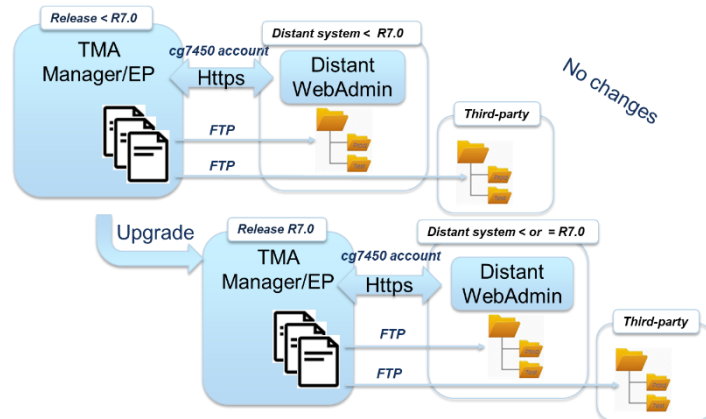 Release < R7.0
Distant system < R7.0
TMA
Manager/EP
cg7450 account
Https
Distant
WebAdmin
No changes
Third-party
FTP
FTP
Upgrade
Release R7.0
Distant system < or = R7.0
TMA
Manager/EP
cg7450 account
Https
Distant
WebAdmin
Third-party
FTP
FTP